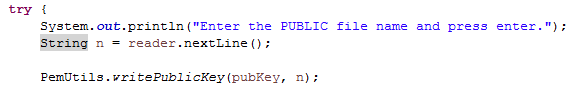 try {
System.out.println("Enter the PUBLIC file name and press enter.");
String n = reader.nextLine();
PemUtils.writePublicKey(pubKey, n);